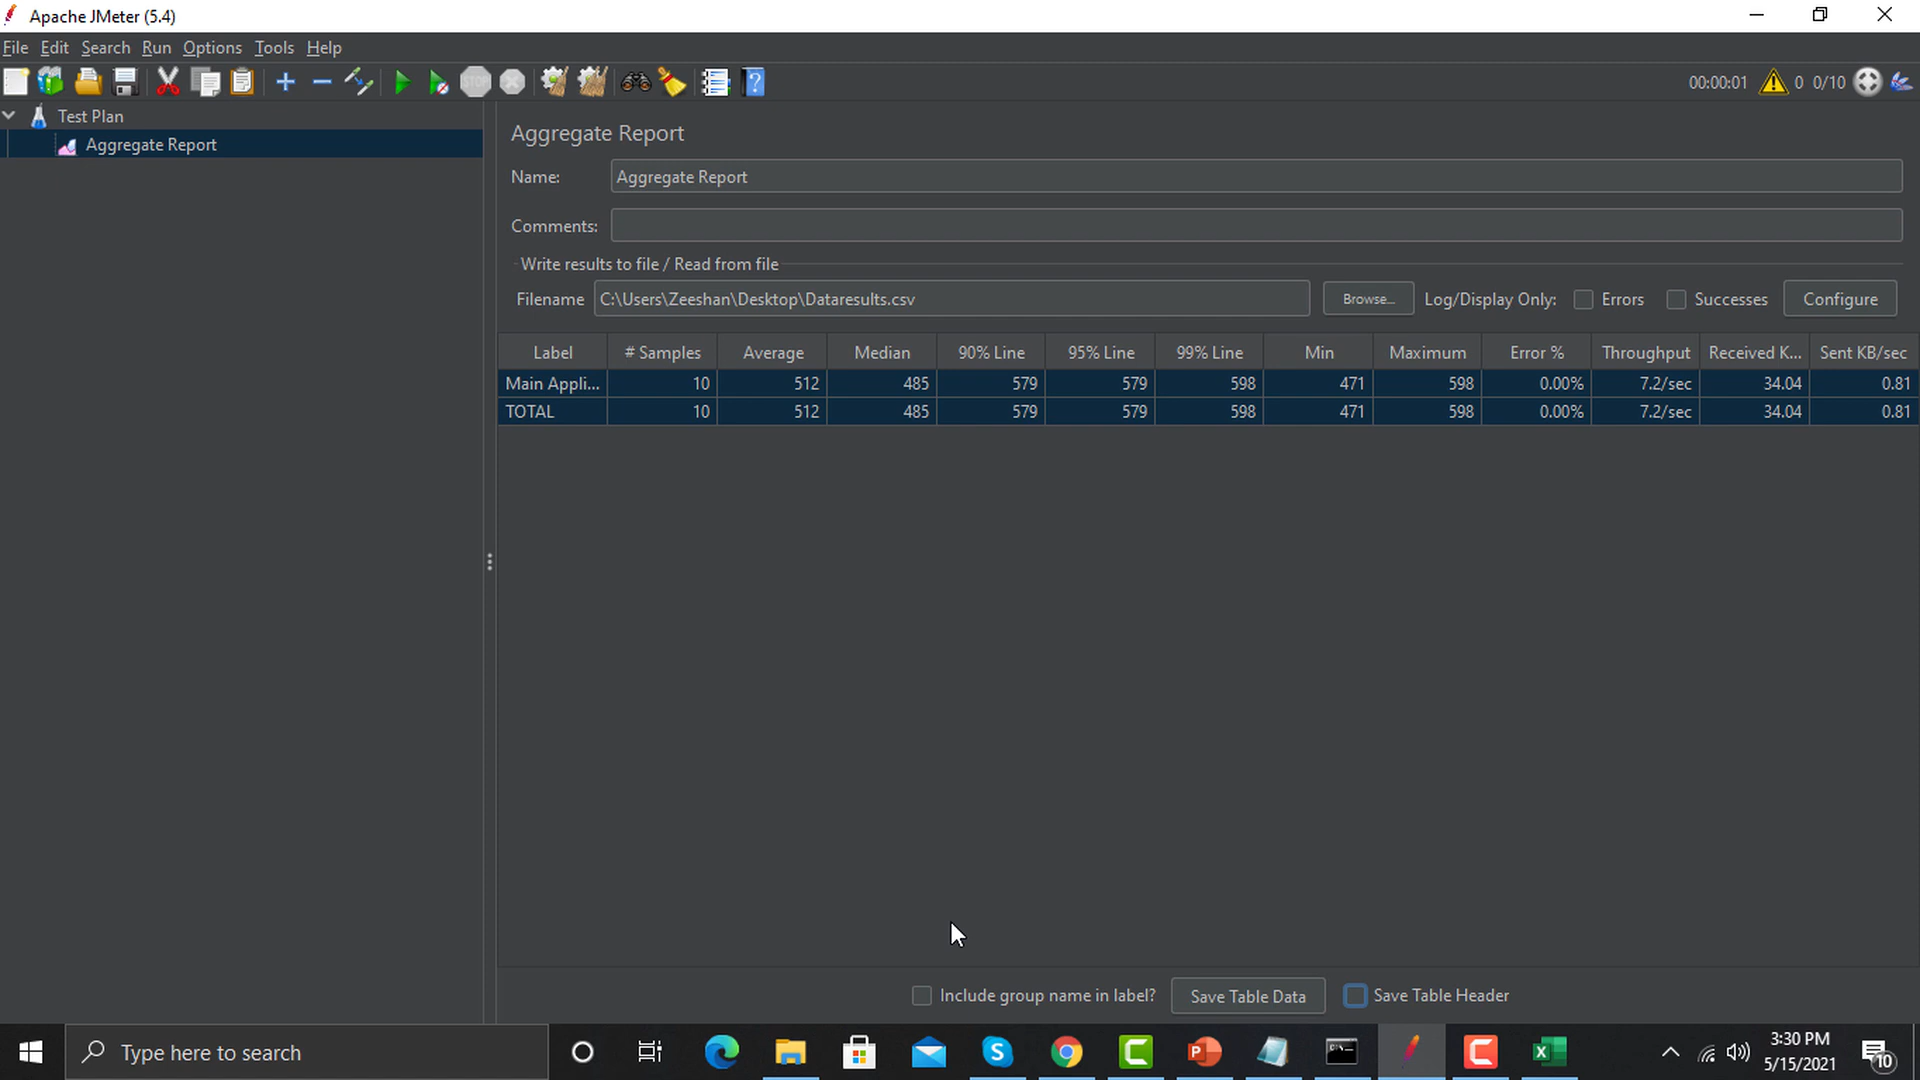 Apache JMeter (5.4)
File Edit Search Run Options Tools Help
STOP
00:00:01 0 0/10
Test Plan
Aggregate Report
Aggregate Report
Name: Aggregate Report
Comments:
Write results to file / Read from file
Filename C:\Users\Zeeshan\Desktop\Dataresults.csv Browse... Log/Display Only: Errors Successes Configure
Label # Samples Average Median 90% Line 95% Line 99% Line Min Maximum Error % Throughput Received K... Sent KB/sec
Main Appli... 10 512 485 579 579 598 471 598 0.00% 7.2/sec 34.04 0.81
TOTAL 10 512 485 579 579 598 471 598 0.00% 7.2/sec 34.04 0.81
Include group name in label? Save Table Data Save Table Header
Type here to search
3:30 PM
5/15/2021
10